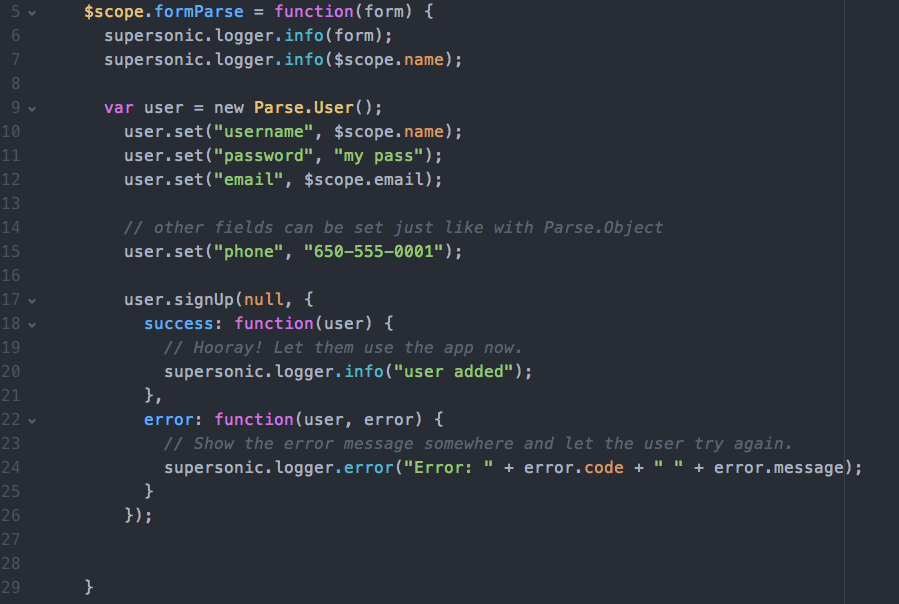 5 $scope.formParse = function(form) {
6 supersonic.logger.info(form);
7 supersonic.logger.info($scope.name);
8
9 var user = new Parse.User();
10 user.set("username", $scope.name);
11 user.set("password", "my pass");
12 user.set("email", $scope.email);
13
14 // other fields can be set just like with Parse.Object
15 user.set("phone", "650-555-0001");
16
17 user.signUp(null, {
18 success: function(user) {
19 // Hooray! Let them use the app now.
20 supersonic.logger.info("user added");
21 },
22 error: function(user, error) {
23 // Show the error message somewhere and let the user try again.
24 supersonic.logger.error("Error: " + error.code + " " + error.message);
25 }
26 });
27
28
29 }